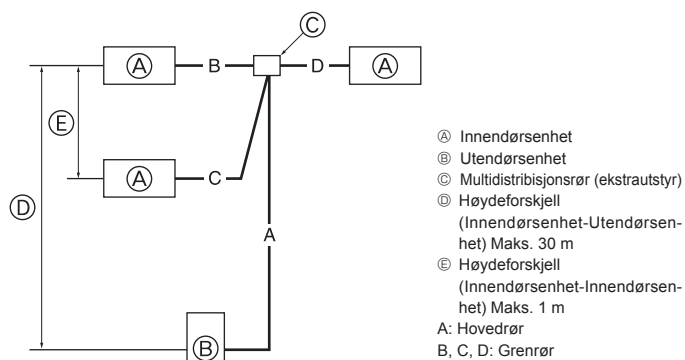 Ⓒ
Ⓐ B D Ⓐ
Ⓔ
Ⓐ C
Ⓓ
A
Ⓑ
Ⓐ Innendørsenhet
Ⓑ Utendørsenhet
Ⓒ Multidistribisjonsrør (ekstrautstyr)
Ⓓ Høydeforskjell
(Innendørsenhet-Utendørsen-
het) Maks. 30 m
Ⓔ Høydeforskjell
(Innendørsenhet-Innendørsen-
het) Maks. 1 m
A: Hovedrør
B, C, D: Grenrør